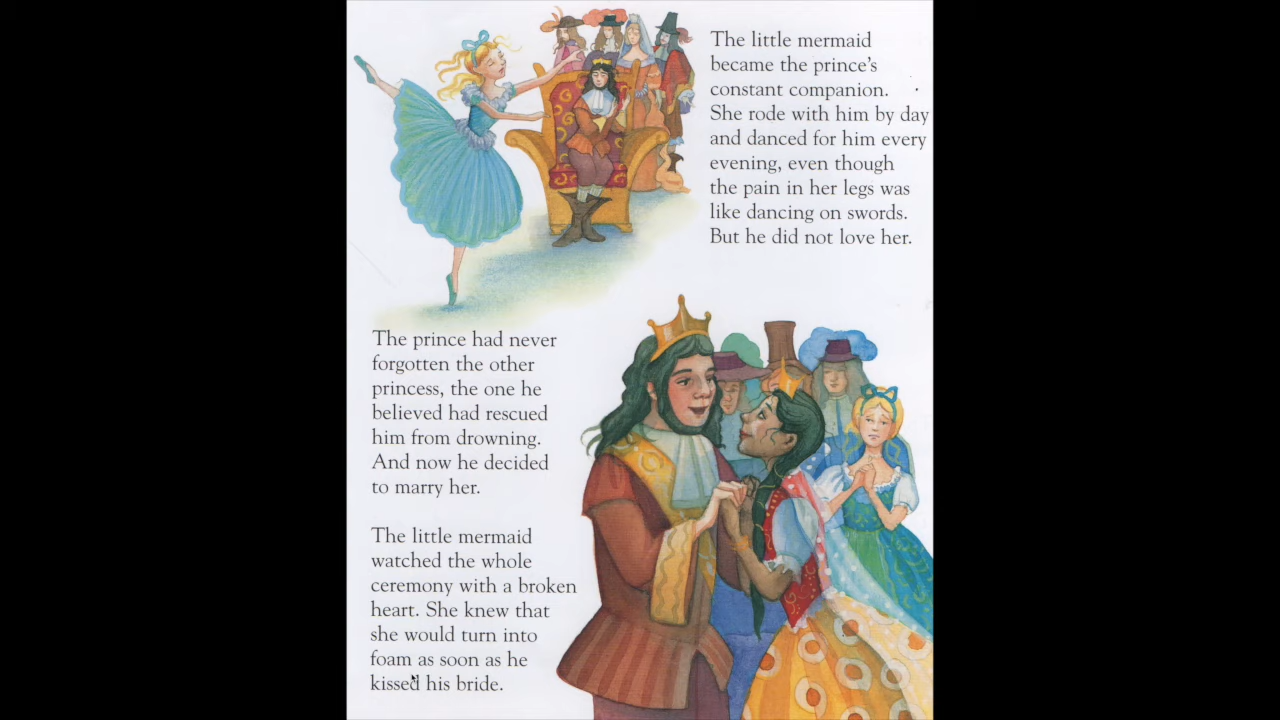 The little mermaid
became the prince's
constant companion.
She rode with him by day
and danced for him every
evening, even though
the pain in her legs was
like dancing on swords.
But he did not love her.
The prince had never
forgotten the other
princess, the one he
believed had rescued
him from drowning.
And now he decided
to marry her.
The little mermaid
watched the whole
ceremony with a broken
heart. She knew that
she would turn into
foam as soon as he
kissed his bride.